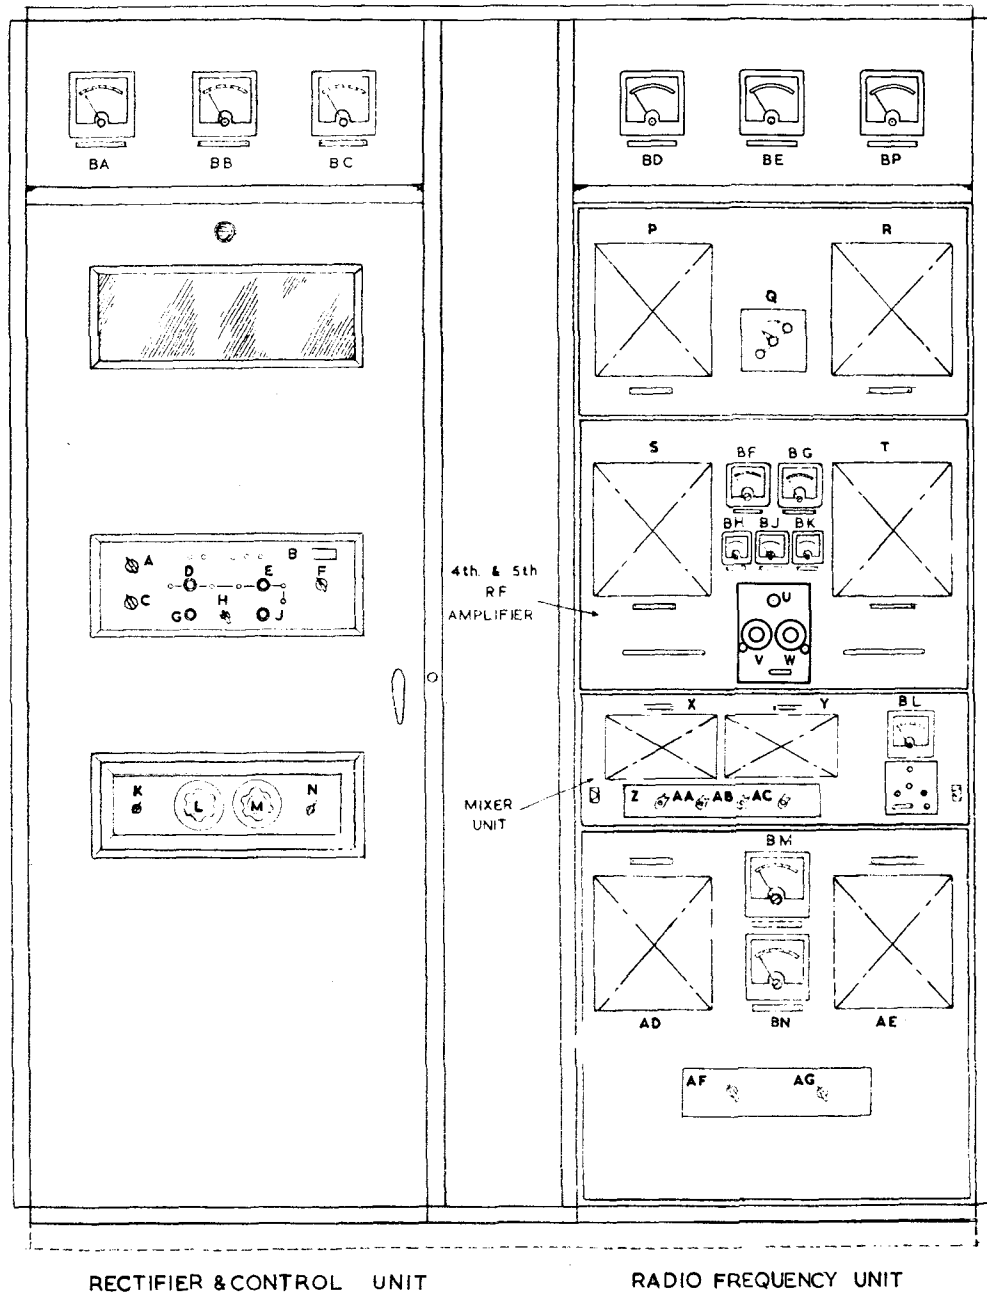 BA BB BC
BD BE BP
P R
Q
S BF BG T
BH BJ BK
A B
D E F
C H
G J
4th. & 5th
RF
AMPLIFIER
U
V W
X Y BL
K L M N
MIXER
UNIT
Z AA AB AC
BM
AD BN AE
AF AG
RECTIFIER & CONTROL UNIT
RADIO FREQUENCY UNIT